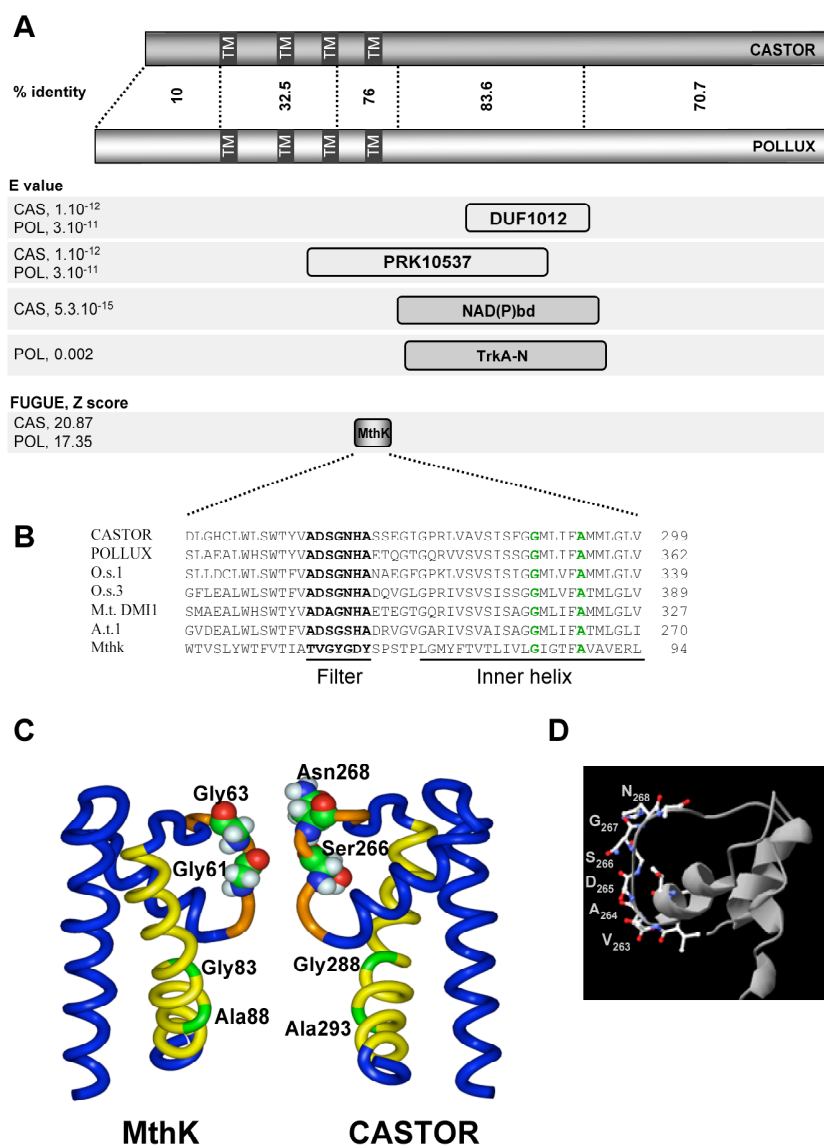 A
TM TM TM TM CASTOR
% identity 10 32.5 76 83.6 70.7
TM TM TM TM POLLUX
E value
CAS, 1.10-12
POL, 3.10-11
DUF1012
CAS, 1.10-12
POL, 3.10-11
PRK10537
CAS, 5.3.10-15
NAD(P)bd
POL, 0.002
TrkA-N
FUGUE, Z score
CAS, 20.87
POL, 17.35
MthK
B
CASTOR DLGHCLWLSWTYVADSGNHASSEGIGPRLVAVSISFGGMLIFAMMLGLV 299
POLLUX SLAEALWHSWTYVADSGNHAETQGTGQRVVSVSISSGGMLIFAMMLGLV 362
O.s.1 SLLDCLWLSWTFVADSGNHANAEGFGPKLVSVSISIGGMLVFAMMLGLV 339
O.s.3 GFLEALWLSWTFVADSGNHADQVGLGPRIVSVSISSGGMLVFATMLGLV 389
M.t. DMI1 SMAEALWHSWTYVADAGNHAETEGTGQRIVSVSISAGGMLIFAMMLGLV 327
A.t.1 GVDEALWLSWTFVADSGSHADRVGVGARIVSVAISAGGMLIFATMLGLI 270
Mthk WTVSLYWTFVTIATVGYGDYSPSTPLGMYFTVTLIVLGIGTFAVAVERL 94
Filter Inner helix
C
Gly63
Gly61
Gly83
Ala88
MthK
Asn268
Ser266
Gly288
Ala293
CASTOR
D
N268
G267
S266
D265
A264
V263